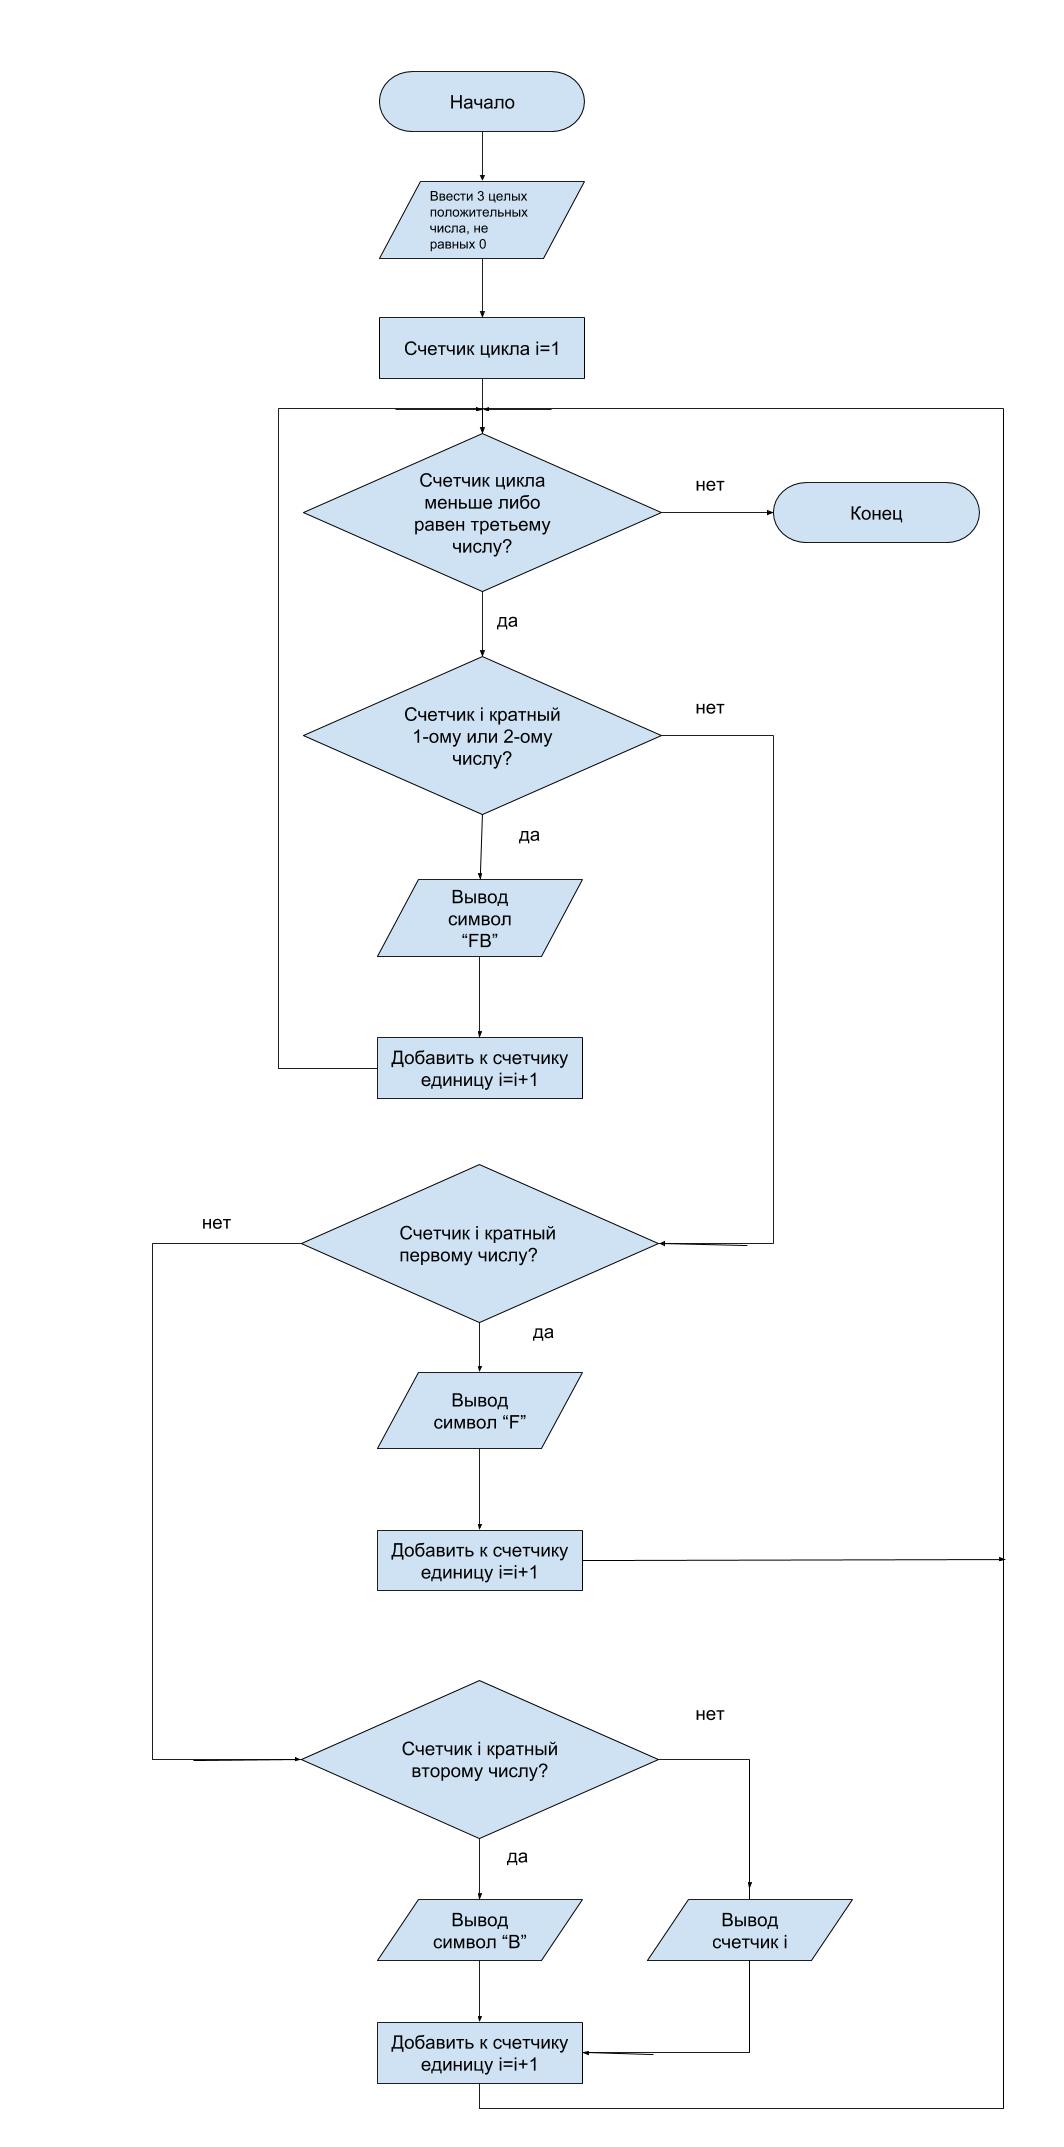 Начало
Ввести 3 целых
положительных
числа, не
равных 0
Счетчик цикла i=1
Счетчик цикла
меньше либо
равен третьему
числу?
нет
Конец
да
Счетчик i кратный
1-ому или 2-ому
числу?
нет
да
Вывод
символ
“FB”
Добавить к счетчику
единицу i=i+1
Счетчик i кратный
первому числу?
нет
да
Вывод
символ “F”
Добавить к счетчику
единицу i=i+1
Счетчик i кратный
второму числу?
нет
да
Вывод
символ “B”
Вывод
счетчик i
Добавить к счетчику
единицу i=i+1